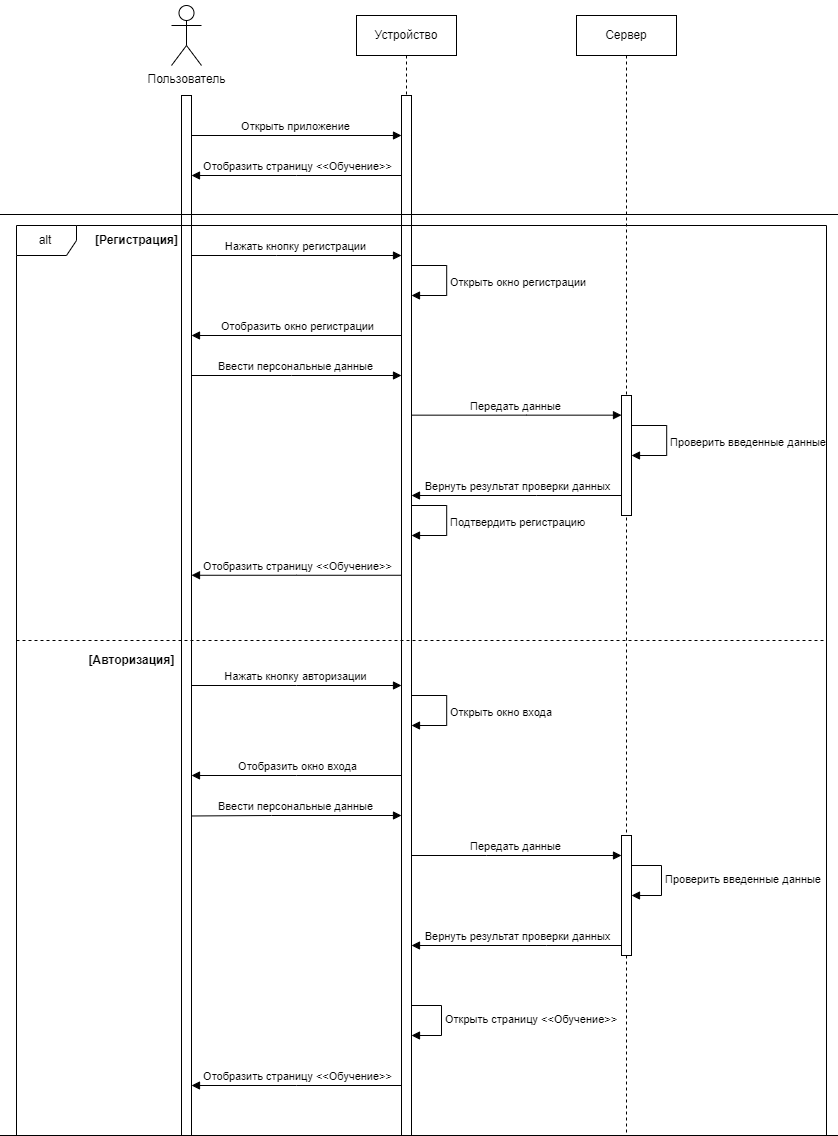 Пользователь
Устройство
Сервер
Открыть приложение
Отобразить страницу <<Обучение>>
alt
[Регистрация]
Нажать кнопку регистрации
Открыть окно регистрации
Отобразить окно регистрации
Ввести персональные данные
Передать данные
Проверить введенные данные
Вернуть результат проверки данных
Подтвердить регистрацию
Отобразить страницу <<Обучение>>
[Авторизация]
Нажать кнопку авторизации
Открыть окно входа
Отобразить окно входа
Ввести персональные данные
Передать данные
Проверить введенные данные
Вернуть результат проверки данных
Открыть страницу <<Обучение>>
Отобразить страницу <<Обучение>>